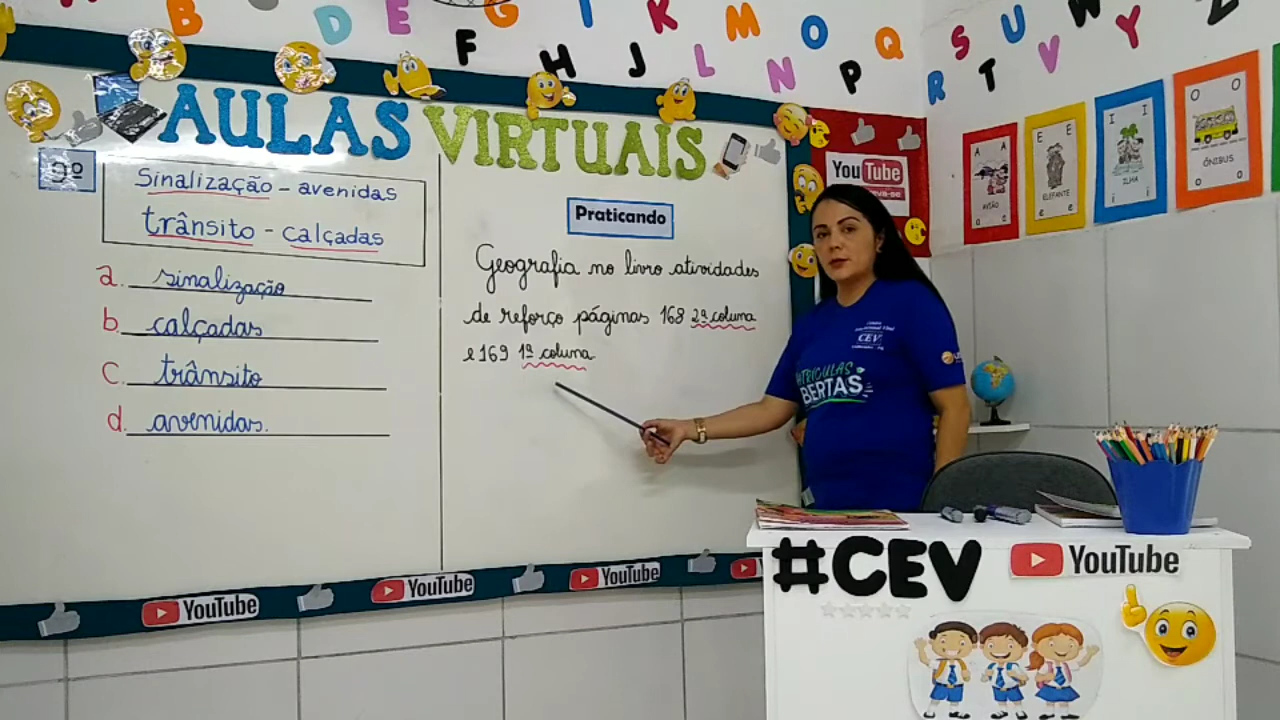 B D E G I K M O Q S U W Y Z
F H J L N P R T V
AULAS VIRTUAIS
9º
Sinalização - avenidas
trânsito - calçadas
a. sinalização
b. calçadas
c. trânsito
d. avenidas.
Praticando
Geografia no livro atividades
de reforço páginas 168 2ª coluna
e 169 1ª coluna
YouTube
A A
AVIÃO
a a
E E
ELEFANTE
e e
I I
ILHA
i i
O O
ÔNIBUS
o o
CEV
MATRÍCULAS
ABERTAS
#CEV
YouTube
YouTube
YouTube
YouTube